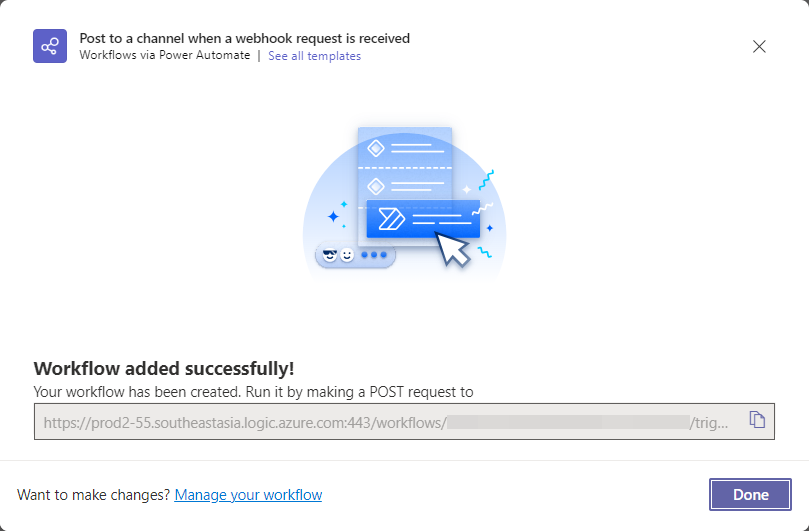 Post to a channel when a webhook request is received
Workflows via Power Automate | See all templates
Workflow added successfully!
Your workflow has been created. Run it by making a POST request to
https://prod2-55.southeastasia.logic.azure.com:443/workflows/ /trig...
Want to make changes? Manage your workflow
Done